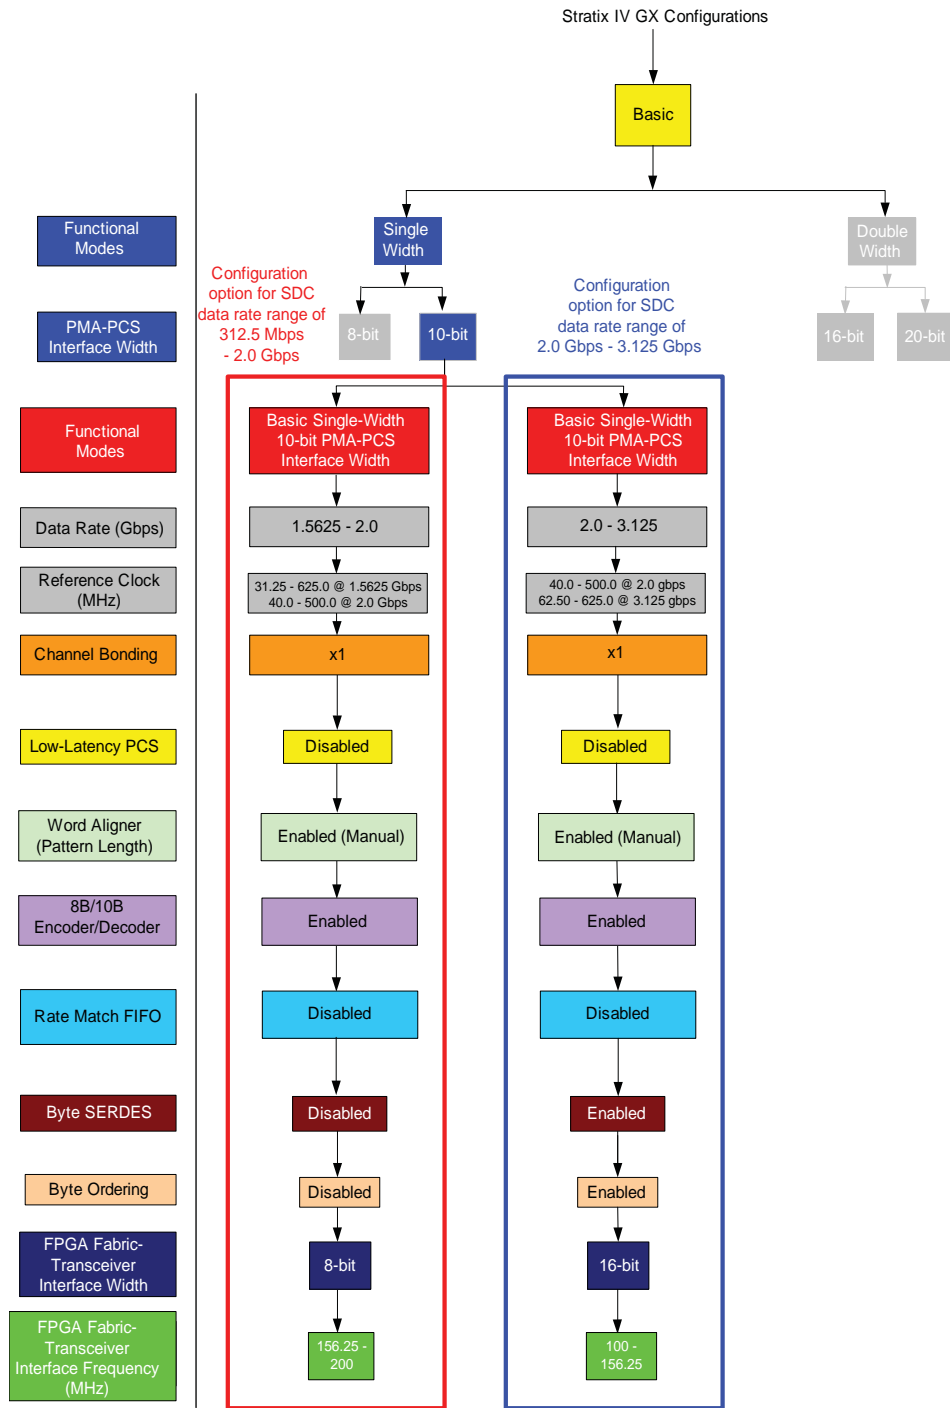 Stratix IV GX Configurations
Basic
Functional
Modes
Single
Width
Double
Width
Configuration
option for SDC
data rate range of
312.5 Mbps
- 2.0 Gbps
Configuration
option for SDC
data rate range of
2.0 Gbps - 3.125 Gbps
PMA-PCS
Interface Width
8-bit
10-bit
16-bit
20-bit
Functional
Modes
Basic Single-Width
10-bit PMA-PCS
Interface Width
Basic Single-Width
10-bit PMA-PCS
Interface Width
Data Rate (Gbps)
1.5625 - 2.0
2.0 - 3.125
Reference Clock
(MHz)
31.25 - 625.0 @ 1.5625 Gbps
40.0 - 500.0 @ 2.0 Gbps
40.0 - 500.0 @ 2.0 gbps
62.50 - 625.0 @ 3.125 gbps
Channel Bonding
x1
x1
Low-Latency PCS
Disabled
Disabled
Word Aligner
(Pattern Length)
Enabled (Manual)
Enabled (Manual)
8B/10B
Encoder/Decoder
Enabled
Enabled
Rate Match FIFO
Disabled
Disabled
Byte SERDES
Disabled
Enabled
Byte Ordering
Disabled
Enabled
FPGA Fabric-
Transceiver
Interface Width
8-bit
16-bit
FPGA Fabric-
Transceiver
Interface Frequency
(MHz)
156.25 -
200
100 -
156.25